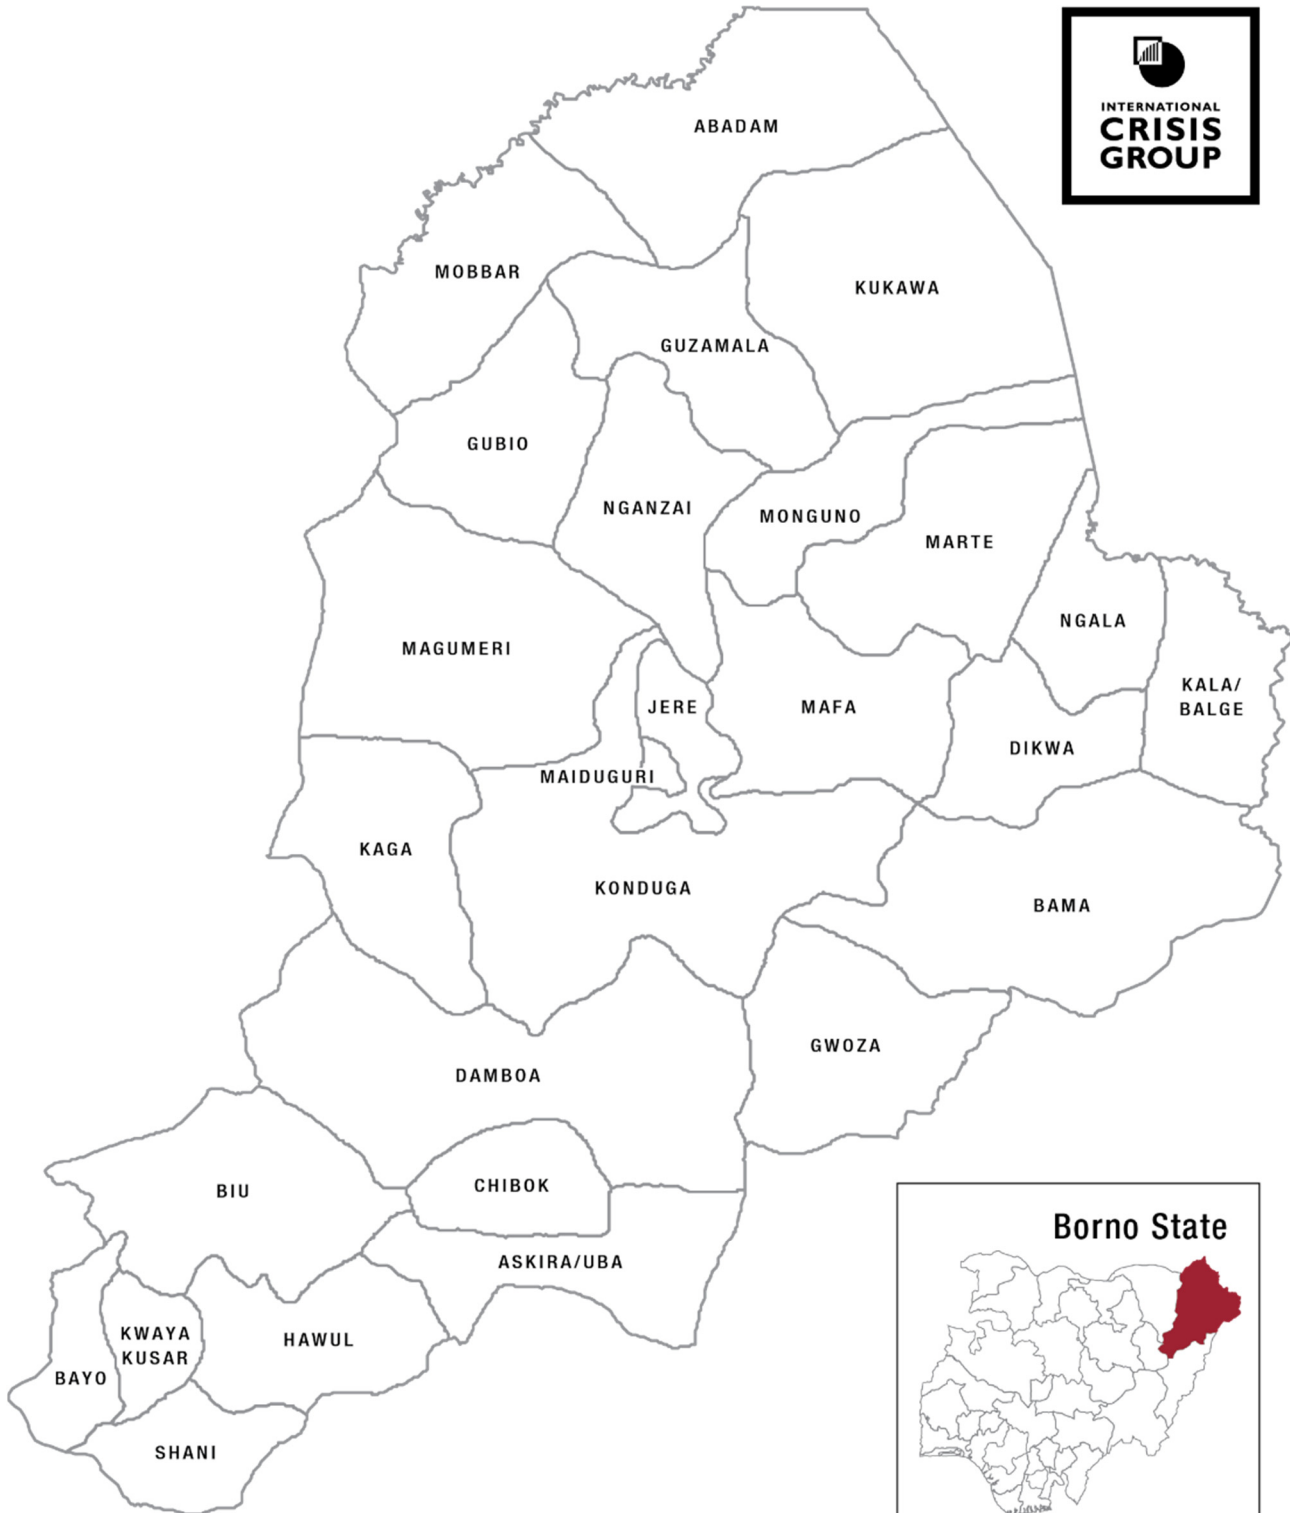 INTERNATIONAL
CRISIS
GROUP
ABADAM
MOBBAR
KUKAWA
GUZAMALA
GUBIO
NGANZAI
MONGUNO
MARTE
NGALA
MAGUMERI
KALA/
BALGE
JERE
MAFA
DIKWA
MAIDUGURI
KAGA
KONDUGA
BAMA
GWOZA
DAMBOA
BIU
CHIBOK
ASKIRA/UBA
KWAYA
KUSAR
HAWUL
BAYO
SHANI
Borno State